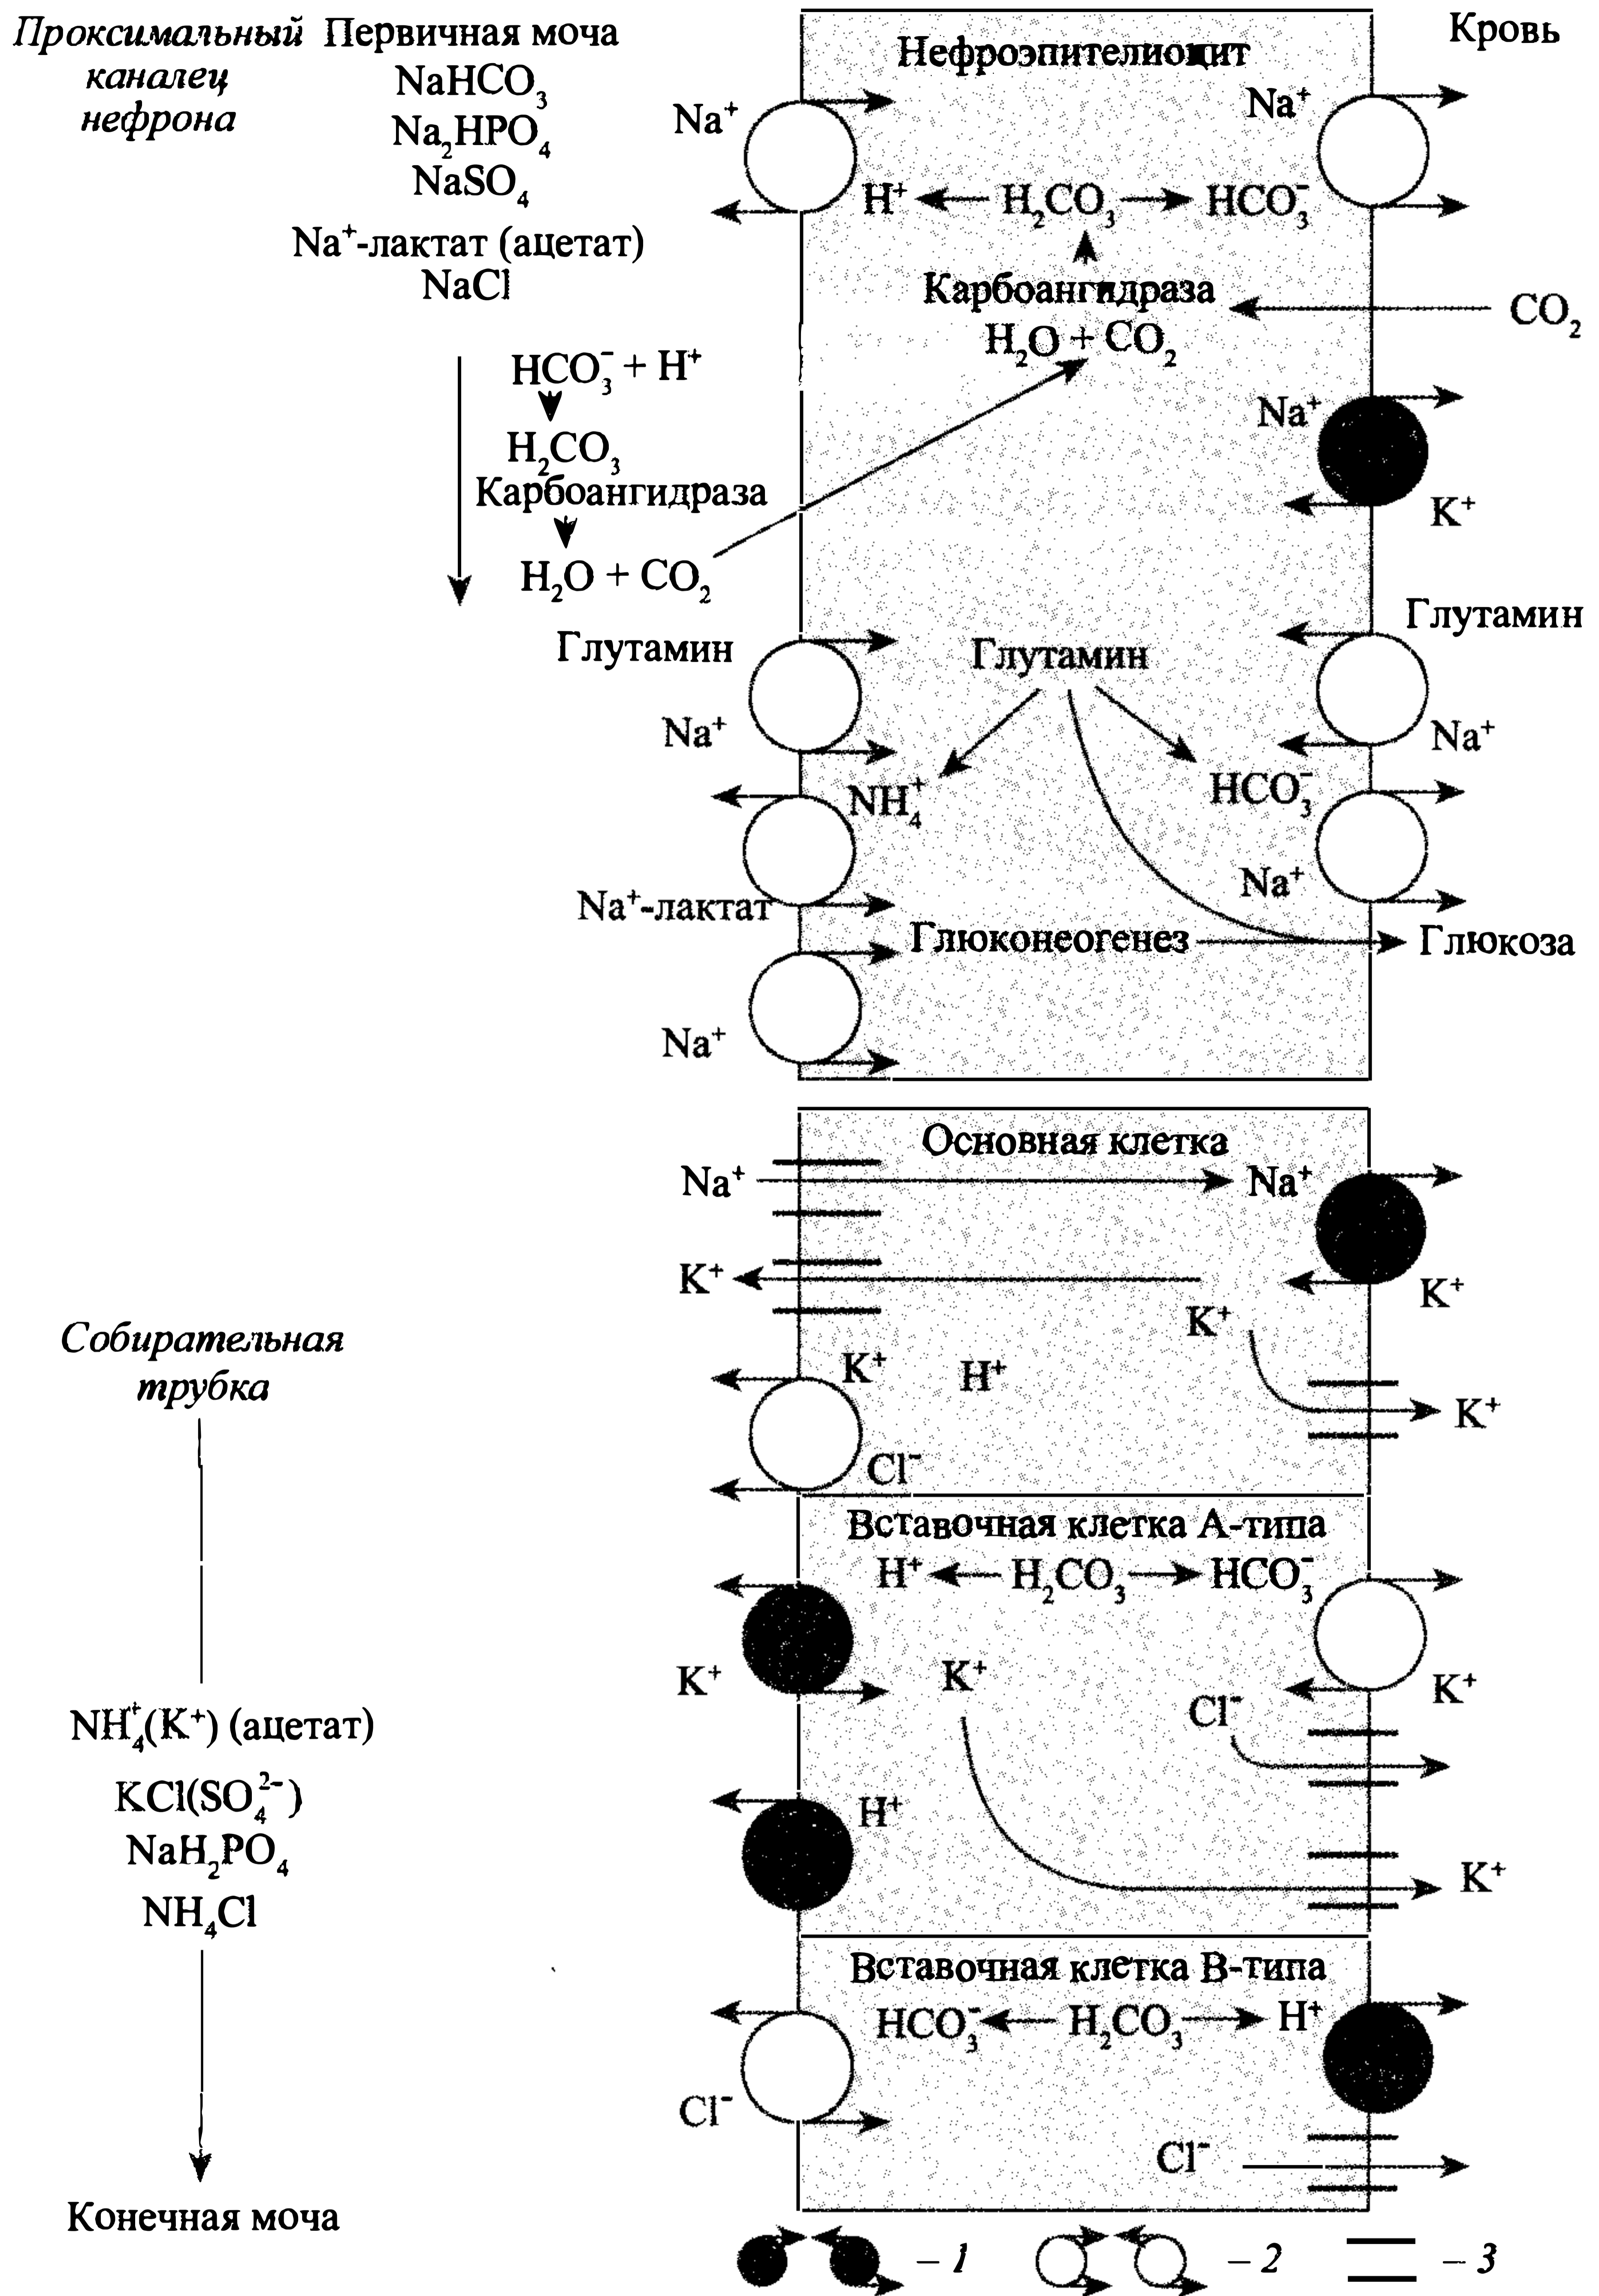 Проксимальный каналец нефрона
Первичная моча
NaHCO₃
Na₂HPO₄
NaSO₄
Na⁺-лактат (ацетат)
NaCl
HCO₃⁻ + H⁺
H₂CO₃
Карбоангидраза
H₂O + CO₂
Нефроэпителиоцит
Кровь
Na⁺
Na⁺
H⁺
H₂CO₃
HCO₃⁻
Карбоангидраза
H₂O + CO₂
CO₂
Na⁺
K⁺
Глутамин
Глутамин
Глутамин
Na⁺
Na⁺
NH₄⁺
HCO₃⁻
Na⁺
Na⁺-лактат
Глюконеогенез
Глюкоза
Na⁺
Основная клетка
Na⁺
Na⁺
K⁺
K⁺
K⁺
K⁺
H⁺
K⁺
Cl⁻
Вставочная клетка А-типа
H⁺
H₂CO₃
HCO₃⁻
K⁺
K⁺
K⁺
Cl⁻
H⁺
K⁺
Вставочная клетка В-типа
HCO₃⁻
H₂CO₃
H⁺
Cl⁻
Cl⁻
Собирательная трубка
NH₄⁺(K⁺) (ацетат)
KCl(SO₄²⁻)
NaH₂PO₄
NH₄Cl
Конечная моча
– 1
– 2
– 3